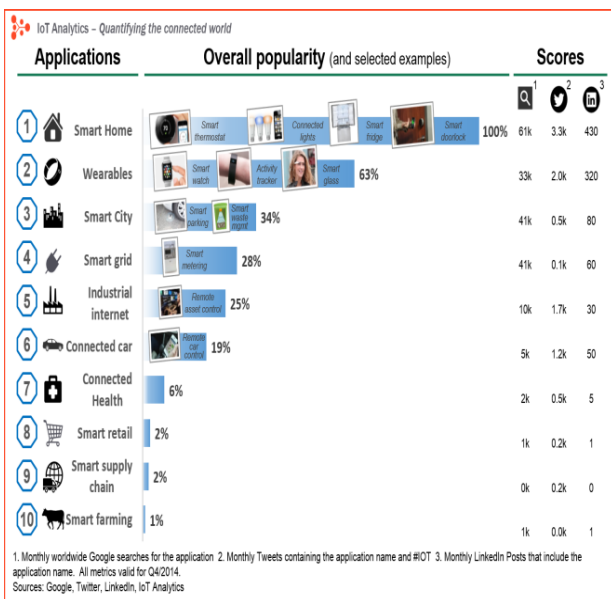 IoT Analytics – Quantifying the connected world
Applications Overall popularity (and selected examples) Scores
1 2 3
1 Smart Home Smart thermostat Connected lights Smart fridge Smart doorlock 100% 61k 3.3k 430
2 Wearables Smart watch Activity tracker Smart glass 63% 33k 2.0k 320
3 Smart City Smart parking Smart waste mgmt 34% 41k 0.5k 80
4 Smart grid Smart metering 28% 41k 0.1k 60
5 Industrial internet Remote asset control 25% 10k 1.7k 30
6 Connected car Remote car control 19% 5k 1.2k 50
7 Connected Health 6% 2k 0.5k 5
8 Smart retail 2% 1k 0.2k 1
9 Smart supply chain 2% 0k 0.2k 0
10 Smart farming 1% 1k 0.0k 1
1. Monthly worldwide Google searches for the application 2. Monthly Tweets containing the application name and #IOT 3. Monthly LinkedIn Posts that include the
application name. All metrics valid for Q4/2014.
Sources: Google, Twitter, LinkedIn, IoT Analytics